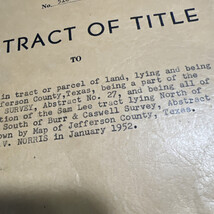 No.
TRACT OF TITLE
TO
in tract or parcel of land, lying and being
fferson County, Texas, being a part of the
SURVEY, Abstract No. 27, and being all of
tion of the Sam Lee tract lying North of
South of Burr & Caswell Survey, Abstract
own by Map of Jefferson County, Texas.
W. NORRIS in January 1952.